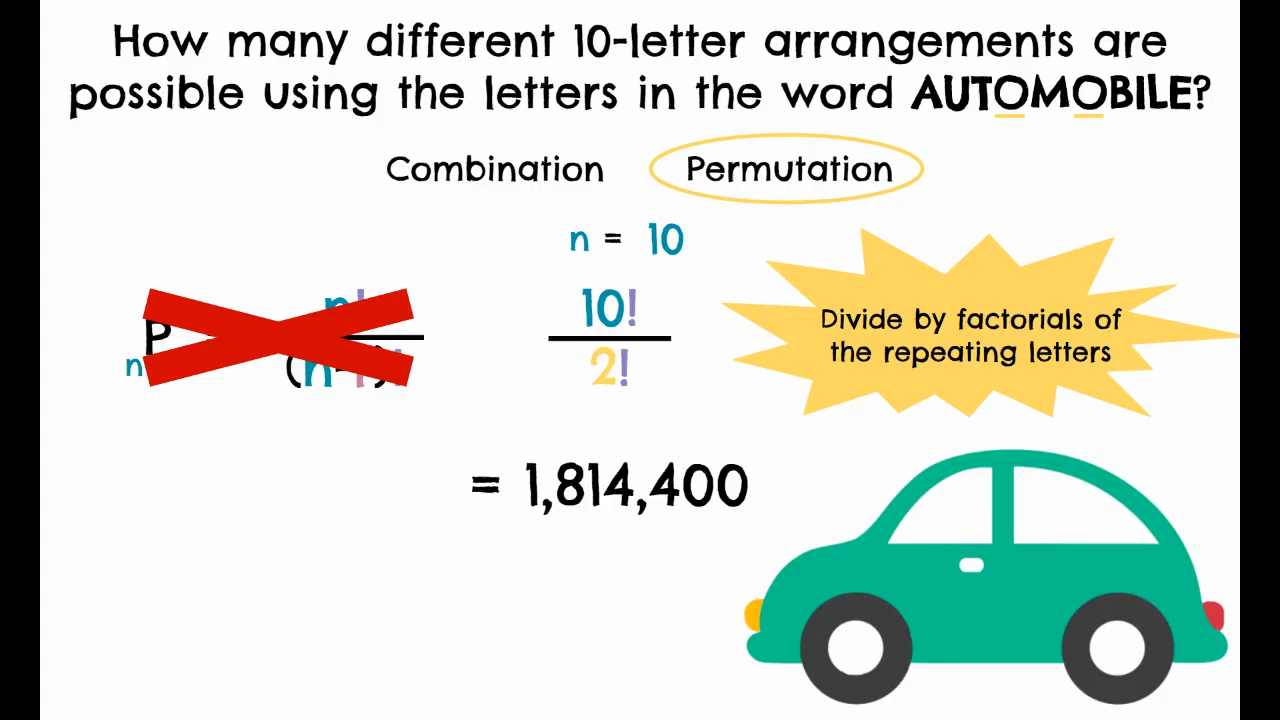 How many different 10-letter arrangements are
possible using the letters in the word AUTOMOBILE?
Combination Permutation
n = 10
n P
10!
2!
Divide by factorials of
the repeating letters
= 1,814,400